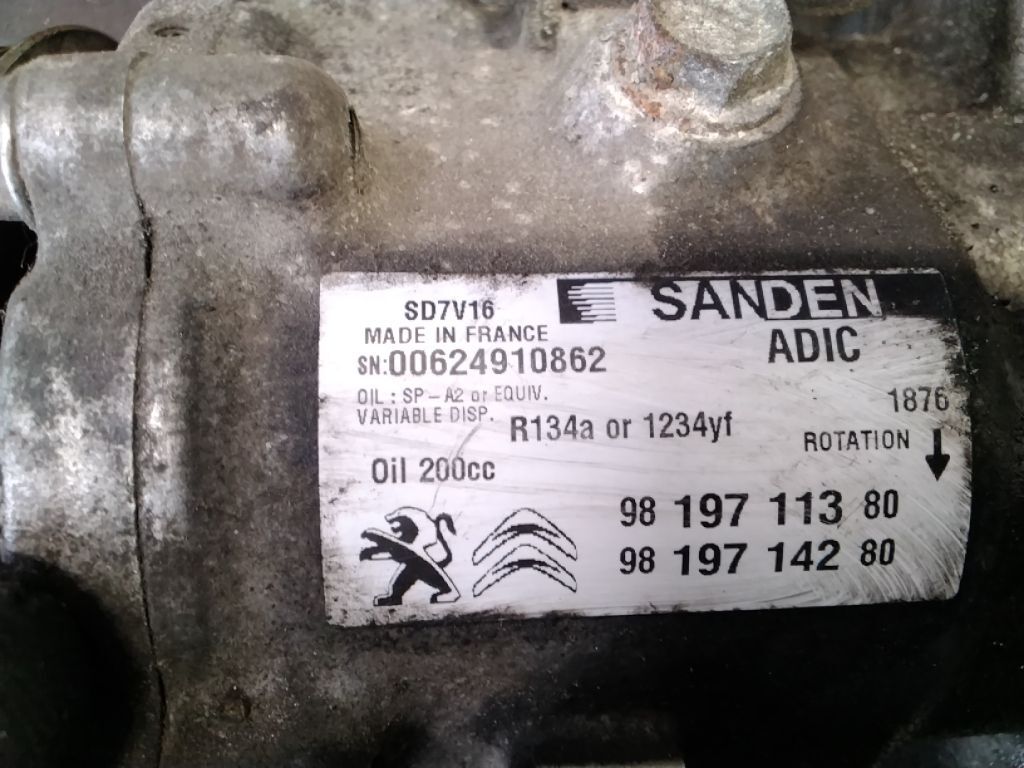 SD7V16
SANDEN
MADE IN FRANCE
ADIC
SN:00624910862
OIL : SP-A2 or EQUIV.
VARIABLE DISP.
R134a or 1234yf
1876
ROTATION
Oil 200cc
98 197 113 80
98 197 142 80